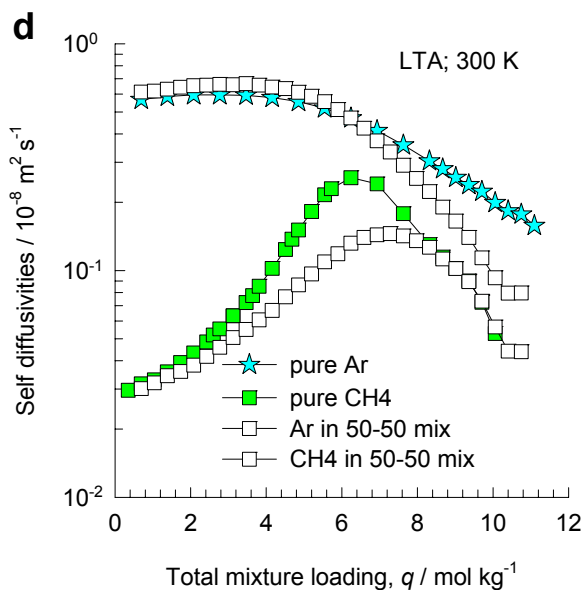 d
LTA; 300 K
Self diffusivities / 10⁻⁸ m² s⁻¹
10⁰
10⁻¹
10⁻²
pure Ar
pure CH4
Ar in 50-50 mix
CH4 in 50-50 mix
0 2 4 6 8 10 12
Total mixture loading, q / mol kg⁻¹